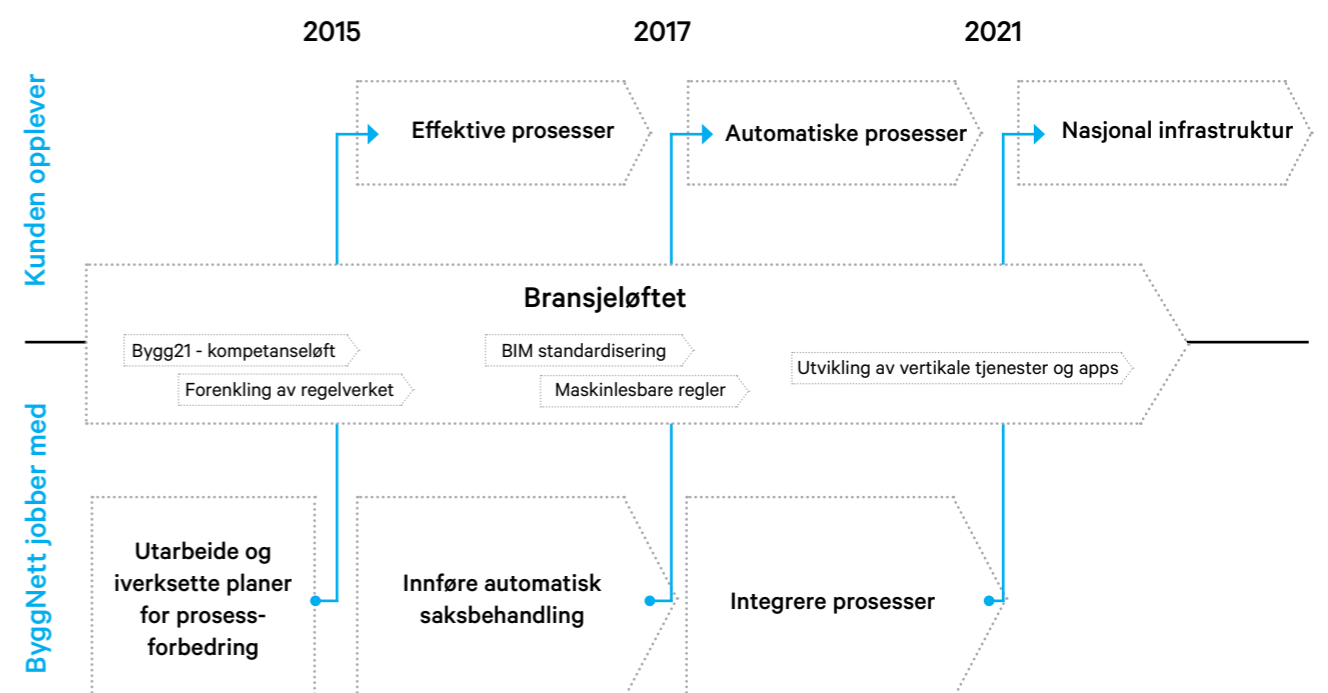 2015
2017
2021
Kunden opplever
Effektive prosesser
Automatiske prosesser
Nasjonal infrastruktur
Bransjeløftet
Bygg21 - kompetanseløft
Forenkling av regelverket
BIM standardisering
Maskinlesbare regler
Utvikling av vertikale tjenester og apps
ByggNett jobber med
Utarbeide og
iverksette planer
for prosess-
forbedring
Innføre automatisk
saksbehandling
Integrere prosesser